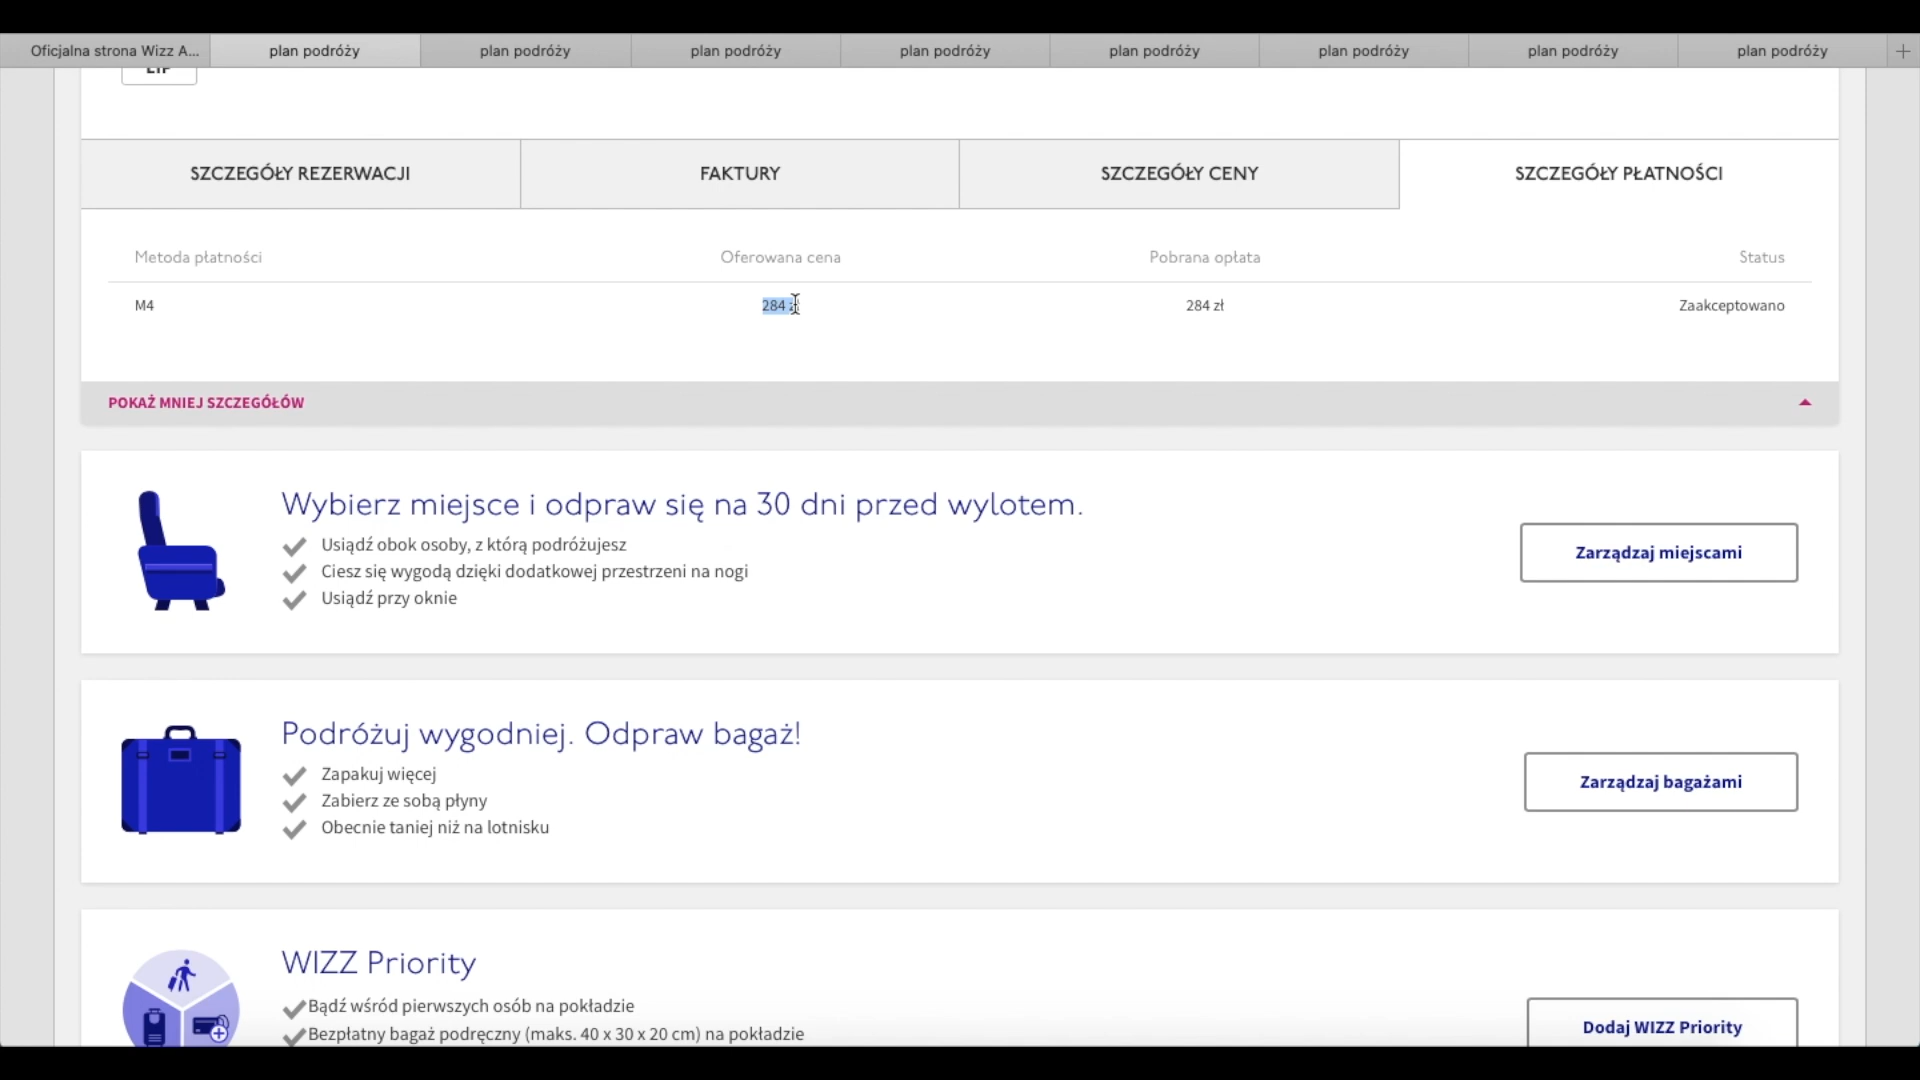 Oficjalna strona Wizz A... plan podróży plan podróży plan podróży plan podróży plan podróży plan podróży plan podróży plan podróży
SZCZEGÓŁY REZERWACJI FAKTURY SZCZEGÓŁY CENY SZCZEGÓŁY PŁATNOŚCI
Metoda płatności Oferowana cena Pobrana opłata Status
M4 284 zł 284 zł Zaakceptowano
POKAŻ MNIEJ SZCZEGÓŁÓW
Wybierz miejsce i odpraw się na 30 dni przed wylotem.
Usiądź obok osoby, z którą podróżujesz
Ciesz się wygodą dzięki dodatkowej przestrzeni na nogi
Usiądź przy oknie
Zarządzaj miejscami
Podróżuj wygodniej. Odpraw bagaż!
Zapakuj więcej
Zabierz ze sobą płyny
Obecnie taniej niż na lotnisku
Zarządzaj bagażami
WIZZ Priority
Bądź wśród pierwszych osób na pokładzie
Bezpłatny bagaż podręczny (maks. 40 x 30 x 20 cm) na pokładzie
Dodaj WIZZ Priority